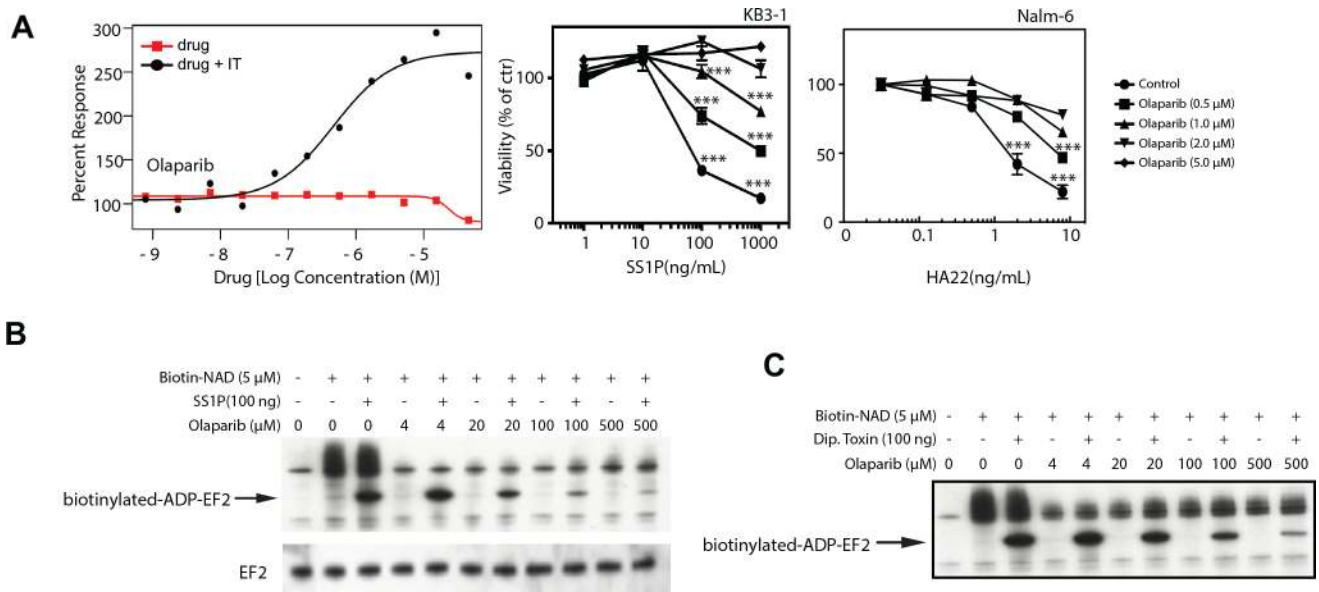 A
300
250
200
150
100
Percent Response
drug
drug + IT
Olaparib
- 9
- 8
- 7
- 6
- 5
Drug [Log Concentration (M)]
KB3-1
Viability (% of ctr)
100
50
0
***
***
***
***
***
***
1
10
100
1000
SS1P(ng/mL)
Nalm-6
100
50
0
***
***
***
0
0.1
1
10
HA22(ng/mL)
Control
Olaparib (0.5 μM)
Olaparib (1.0 μM)
Olaparib (2.0 μM)
Olaparib (5.0 μM)
B
Biotin-NAD (5 μM) - + + + + + + + + + +
SS1P(100 ng) - - + - + - + - + - +
Olaparib (μM) 0 0 0 4 4 20 20 100 100 500 500
biotinylated-ADP-EF2
EF2
C
Biotin-NAD (5 μM) - + + + + + + + + + +
Dip. Toxin (100 ng) - - + - + - + - + - +
Olaparib (μM) 0 0 0 4 4 20 20 100 100 500 500
biotinylated-ADP-EF2